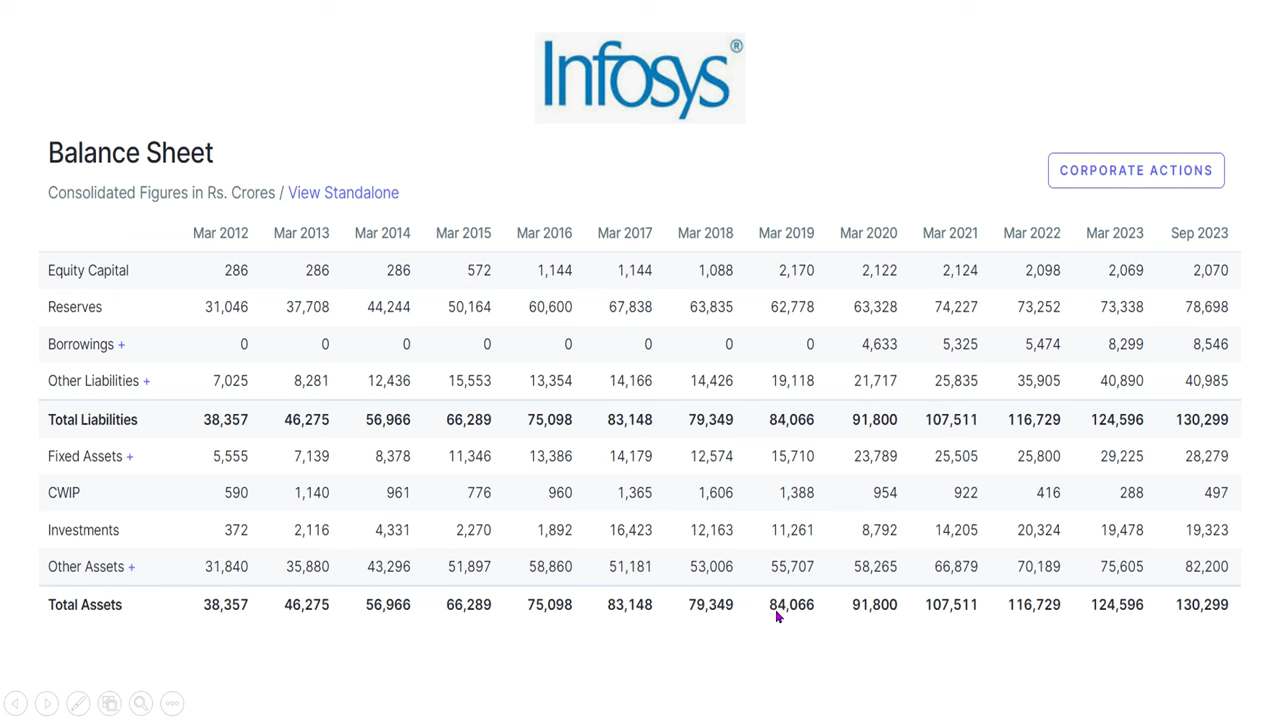 Infosys®
Balance Sheet
CORPORATE ACTIONS
Consolidated Figures in Rs. Crores / View Standalone
Mar 2012 Mar 2013 Mar 2014 Mar 2015 Mar 2016 Mar 2017 Mar 2018 Mar 2019 Mar 2020 Mar 2021 Mar 2022 Mar 2023 Sep 2023
Equity Capital 286 286 286 572 1,144 1,144 1,088 2,170 2,122 2,124 2,098 2,069 2,070
Reserves 31,046 37,708 44,244 50,164 60,600 67,838 63,835 62,778 63,328 74,227 73,252 73,338 78,698
Borrowings + 0 0 0 0 0 0 0 0 4,633 5,325 5,474 8,299 8,546
Other Liabilities + 7,025 8,281 12,436 15,553 13,354 14,166 14,426 19,118 21,717 25,835 35,905 40,890 40,985
Total Liabilities 38,357 46,275 56,966 66,289 75,098 83,148 79,349 84,066 91,800 107,511 116,729 124,596 130,299
Fixed Assets + 5,555 7,139 8,378 11,346 13,386 14,179 12,574 15,710 23,789 25,505 25,800 29,225 28,279
CWIP 590 1,140 961 776 960 1,365 1,606 1,388 954 922 416 288 497
Investments 372 2,116 4,331 2,270 1,892 16,423 12,163 11,261 8,792 14,205 20,324 19,478 19,323
Other Assets + 31,840 35,880 43,296 51,897 58,860 51,181 53,006 55,707 58,265 66,879 70,189 75,605 82,200
Total Assets 38,357 46,275 56,966 66,289 75,098 83,148 79,349 84,066 91,800 107,511 116,729 124,596 130,299